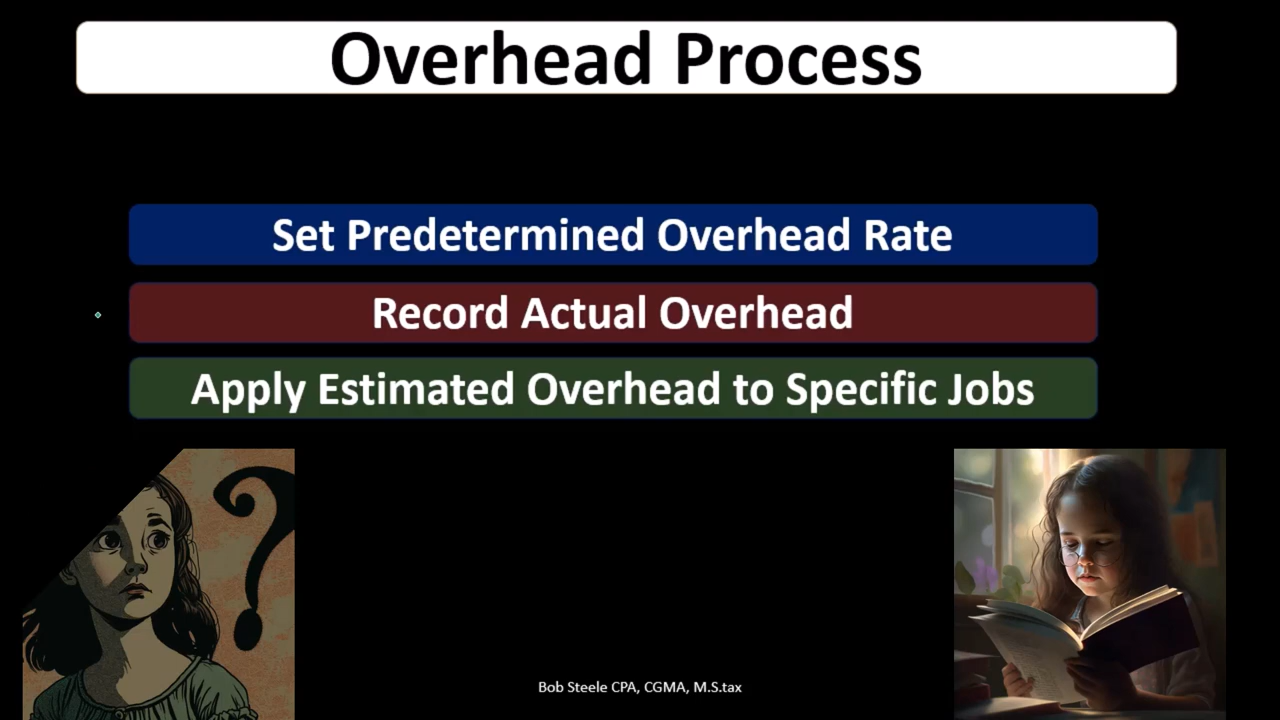 Overhead Process
Set Predetermined Overhead Rate
Record Actual Overhead
Apply Estimated Overhead to Specific Jobs
?
Bob Steele CPA, CGMA, M.S.tax